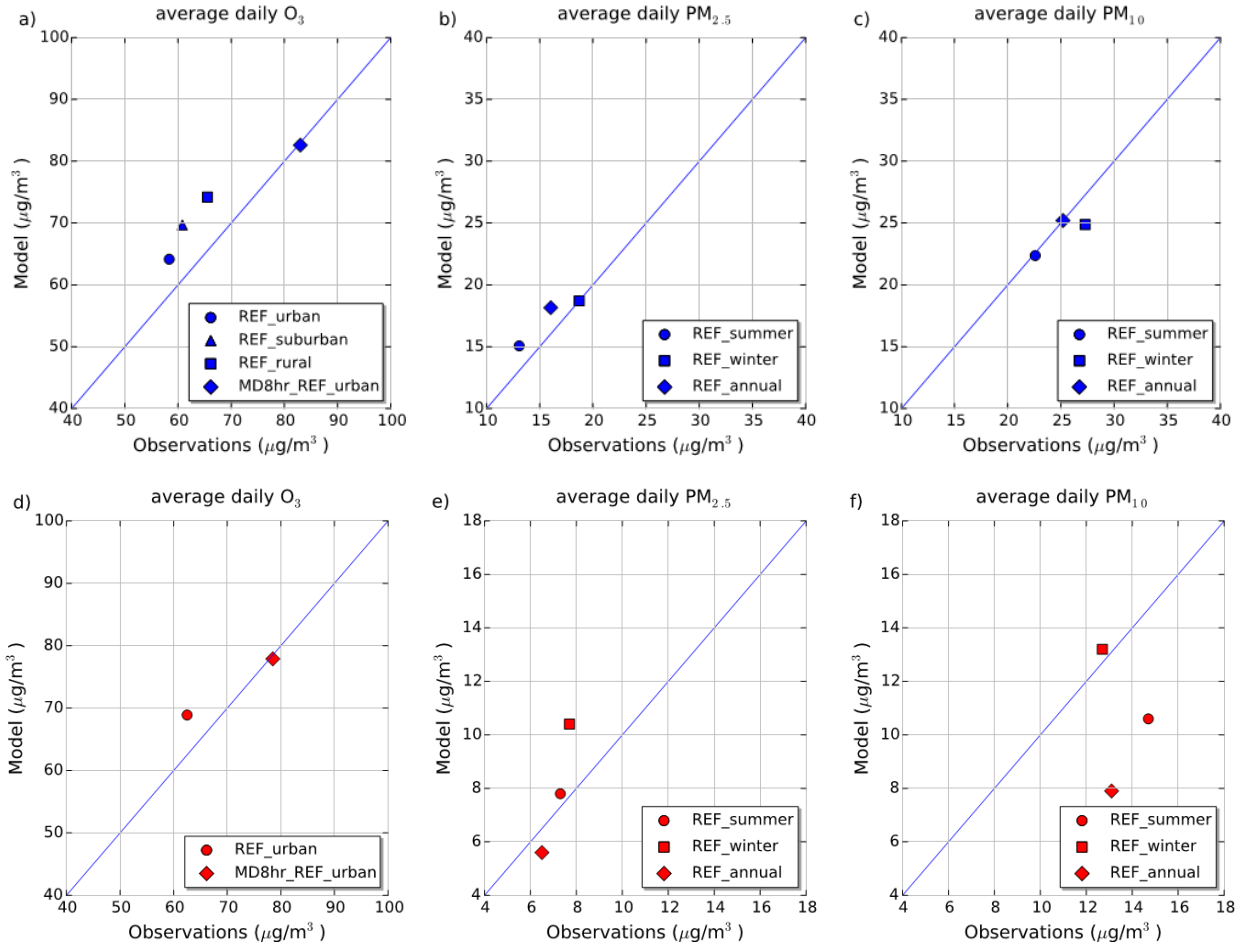 a) average daily O₃
100
90
80
70
60
50
40
Model (μg/m³ )
REF_urban
REF_suburban
REF_rural
MD8hr_REF_urban
40 50 60 70 80 90 100
Observations (μg/m³ )
b) average daily PM₂.₅
40
35
30
25
20
15
10
Model (μg/m³ )
REF_summer
REF_winter
REF_annual
10 15 20 25 30 35 40
Observations (μg/m³ )
c) average daily PM₁₀
40
35
30
25
20
15
10
Model (μg/m³ )
REF_summer
REF_winter
REF_annual
10 15 20 25 30 35 40
Observations (μg/m³ )
d) average daily O₃
100
90
80
70
60
50
40
Model (μg/m³ )
REF_urban
MD8hr_REF_urban
40 50 60 70 80 90 100
Observations (μg/m³ )
e) average daily PM₂.₅
18
16
14
12
10
8
6
4
Model (μg/m³ )
REF_summer
REF_winter
REF_annual
4 6 8 10 12 14 16 18
Observations (μg/m³ )
f) average daily PM₁₀
18
16
14
12
10
8
6
4
Model (μg/m³ )
REF_summer
REF_winter
REF_annual
4 6 8 10 12 14 16 18
Observations (μg/m³ )